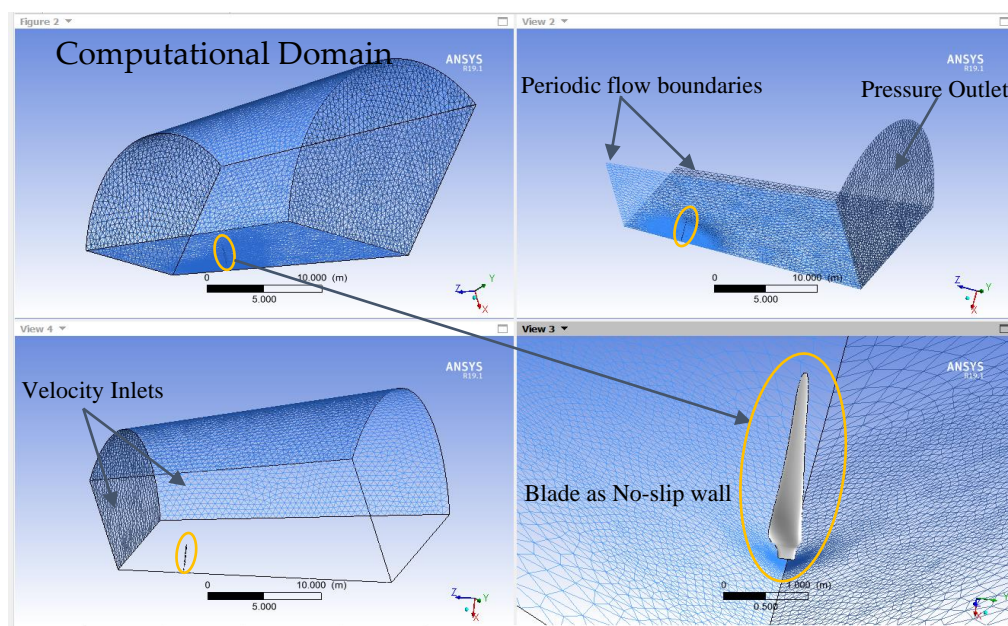 Figure 2
View 2
Computational Domain
ANSYS
R19.1
ANSYS
R19.1
Periodic flow boundaries
Pressure Outlet
0 10.000 (m)
5.000
Z Y X
0 10.000 (m)
5.000
Z Y X
View 4
View 3
ANSYS
R19.1
ANSYS
R19.1
Velocity Inlets
Blade as No-slip wall
0 10.000 (m)
5.000
Z Y X
0 1.000 (m)
0.500
Z Y X